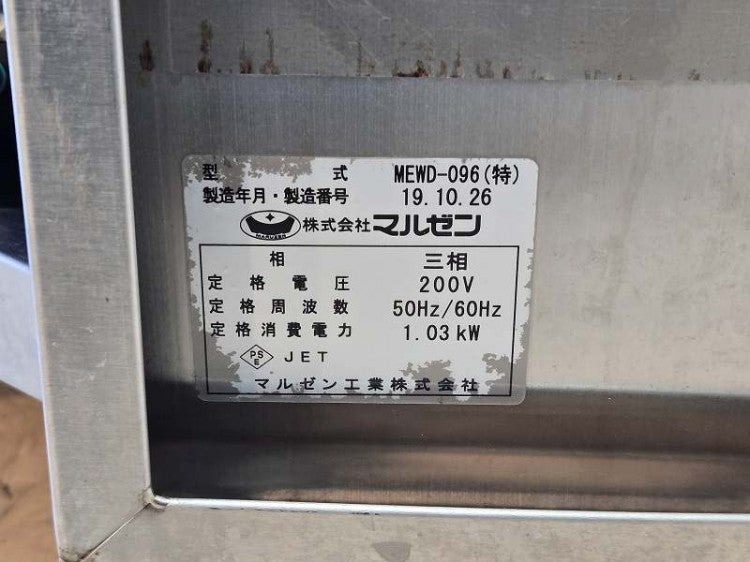 型式 MEWD-096(特)
製造年月・製造番号 19.10.26
MARUZEN 株式会社マルゼン
相 三相
定格電圧 200V
定格周波数 50Hz/60Hz
定格消費電力 1.03kW
PSE JET
マルゼン工業株式会社